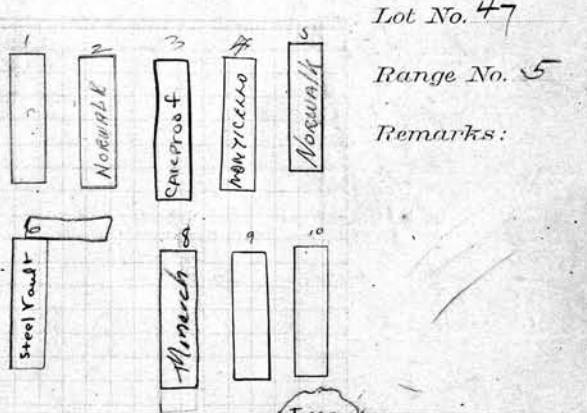 Lot No. 47
Range No. 5
Remarks:
1 2 3 4 5
NORWALK
CAVEPROOF
MONTICELLO
NORWALK
6 8 9 10
Steel Vault
Monarch